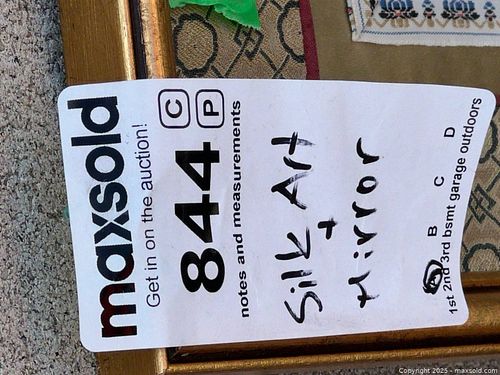 maxsold
Get in on the auction!
844 C P
notes and measurements
Silk Art
+
Mirror
A B C D
1st 2nd 3rd bsmt garage outdoors
Copyright 2025 - maxsold.com